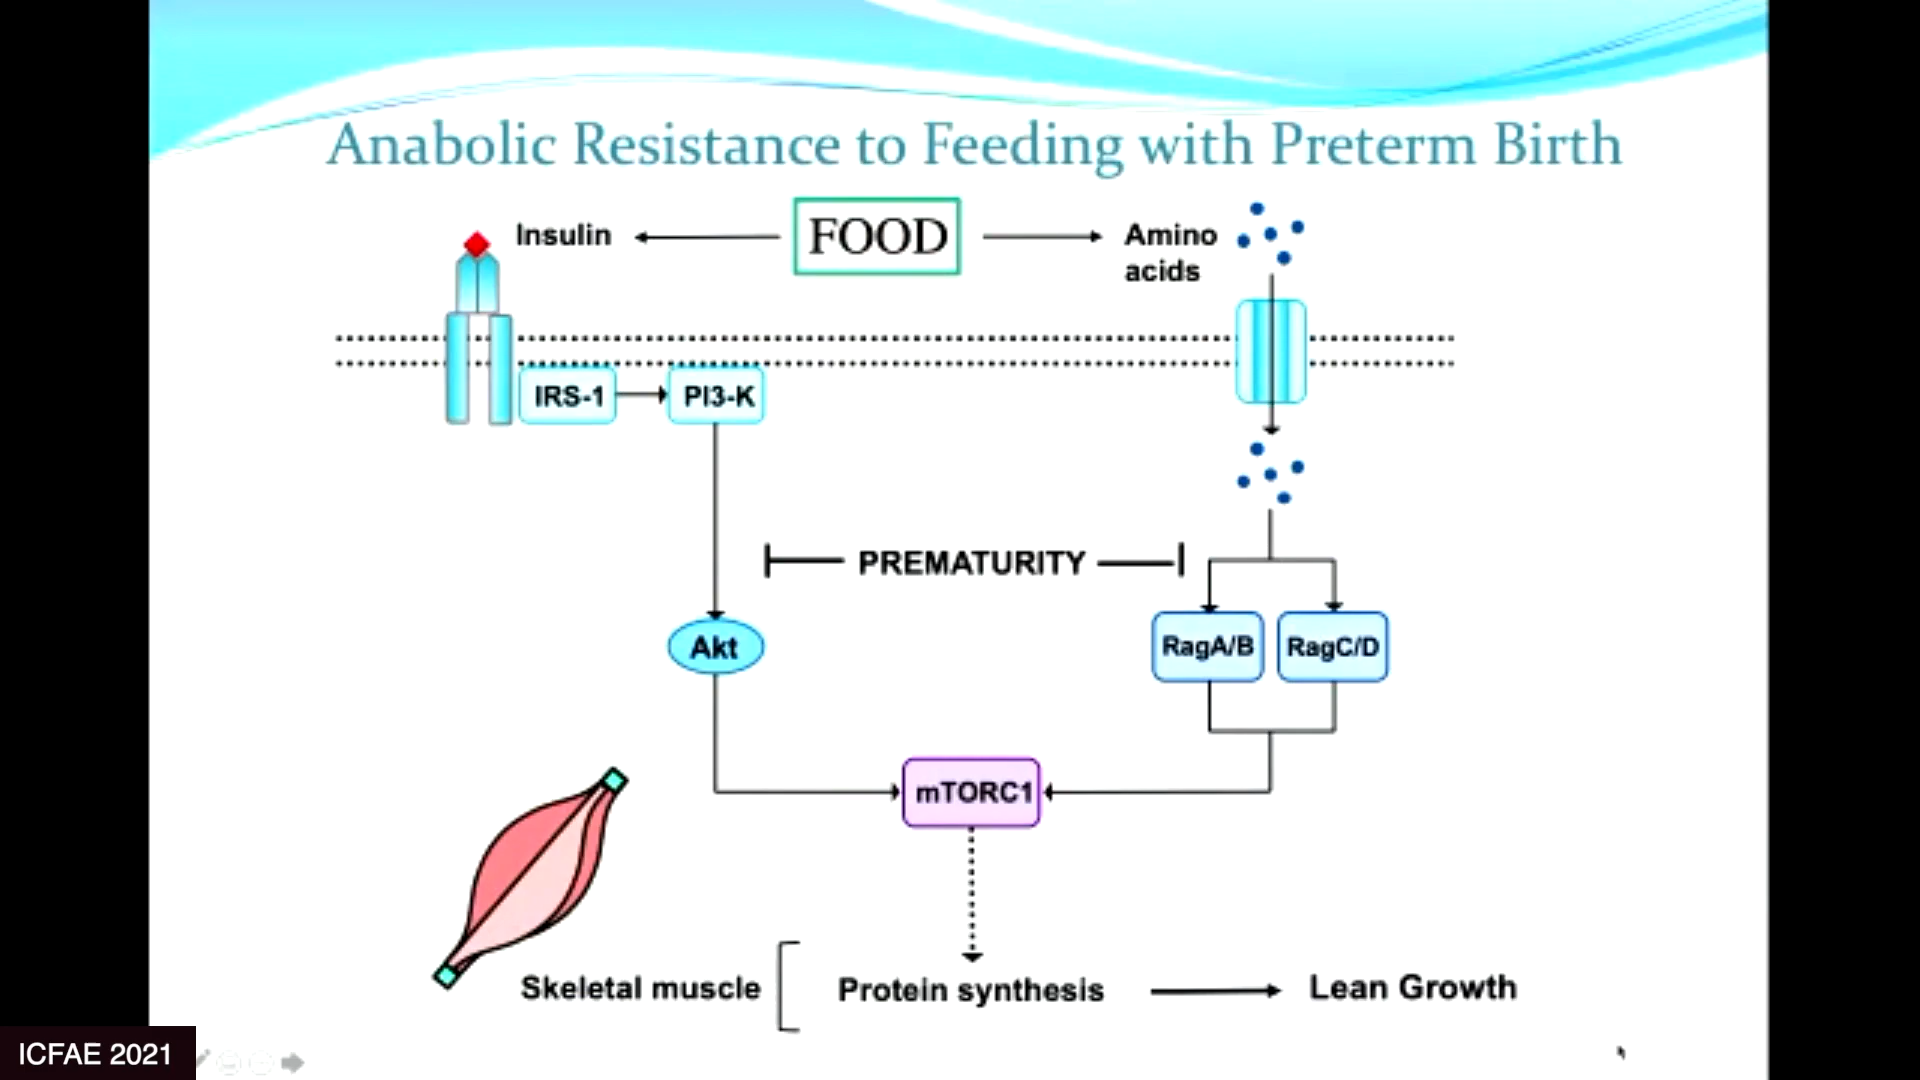 Anabolic Resistance to Feeding with Preterm Birth
Insulin
FOOD
Amino
acids
IRS-1
PI3-K
PREMATURITY
Akt
RagA/B
RagC/D
mTORC1
Skeletal muscle
Protein synthesis
Lean Growth
ICFAE 2021